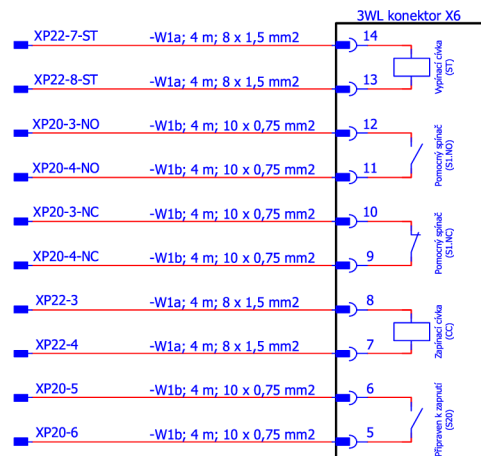 3WL konektor X6
XP22-7-ST -W1a; 4 m; 8 x 1,5 mm2 14
XP22-8-ST -W1a; 4 m; 8 x 1,5 mm2 13
Vypínací cívka
(ST)
XP20-3-NO -W1b; 4 m; 10 x 0,75 mm2 12
XP20-4-NO -W1b; 4 m; 10 x 0,75 mm2 11
Pomocný spínač
(S1.NO)
XP20-3-NC -W1b; 4 m; 10 x 0,75 mm2 10
XP20-4-NC -W1b; 4 m; 10 x 0,75 mm2 9
Pomocný spínač
(S1.NC)
XP22-3 -W1a; 4 m; 8 x 1,5 mm2 8
XP22-4 -W1a; 4 m; 8 x 1,5 mm2 7
Zapínací cívka
(CC)
XP20-5 -W1b; 4 m; 10 x 0,75 mm2 6
XP20-6 -W1b; 4 m; 10 x 0,75 mm2 5
Připraven k zapnutí
(S20)